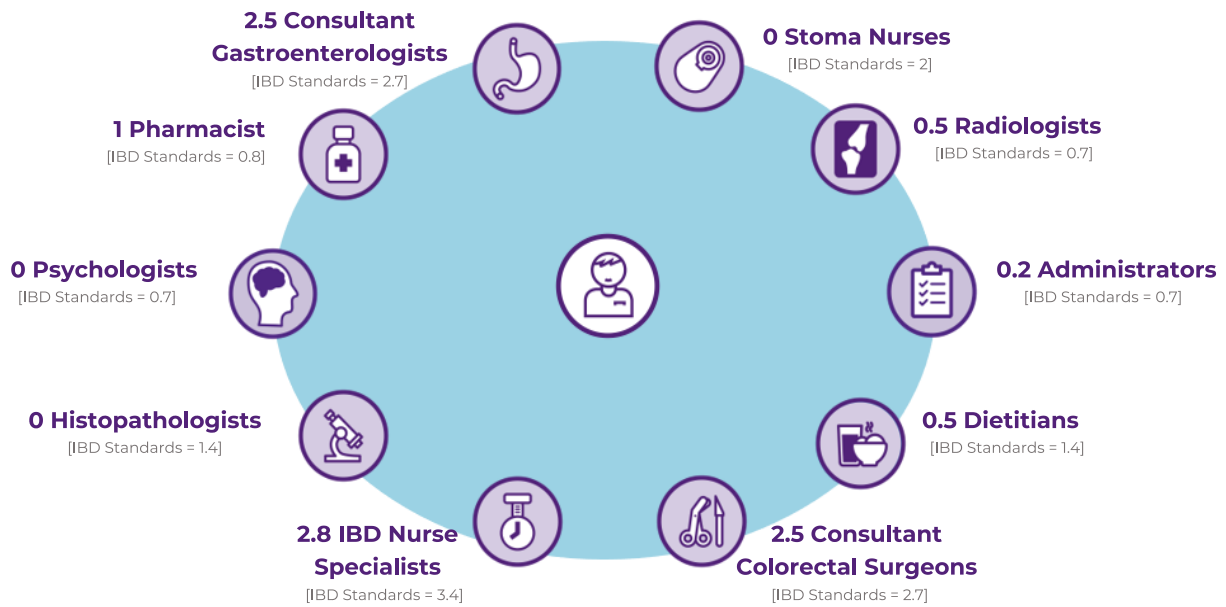 2.5 Consultant
Gastroenterologists
[IBD Standards = 2.7]
0 Stoma Nurses
[IBD Standards = 2]
1 Pharmacist
[IBD Standards = 0.8]
0.5 Radiologists
[IBD Standards = 0.7]
0 Psychologists
[IBD Standards = 0.7]
0.2 Administrators
[IBD Standards = 0.7]
0 Histopathologists
[IBD Standards = 1.4]
0.5 Dietitians
[IBD Standards = 1.4]
2.8 IBD Nurse
Specialists
[IBD Standards = 3.4]
2.5 Consultant
Colorectal Surgeons
[IBD Standards = 2.7]